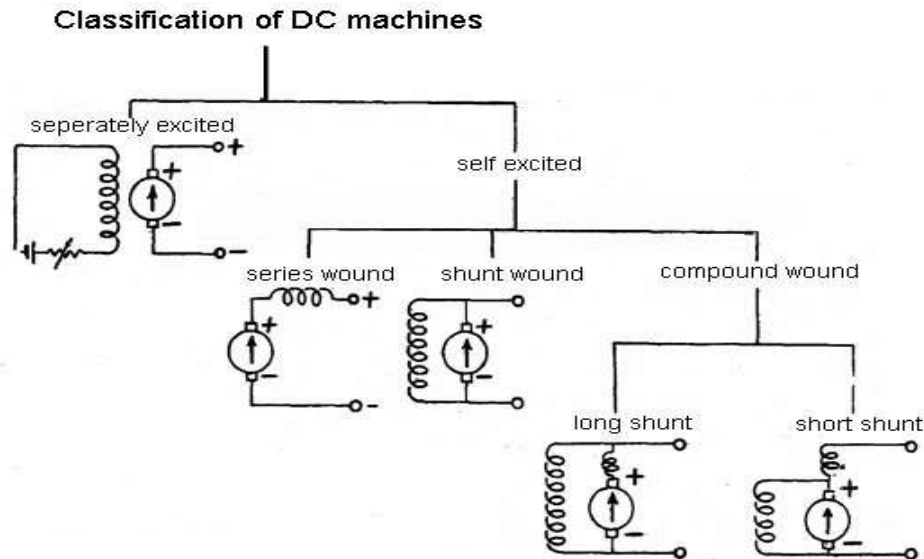 Classification of DC machines
seperately excited
self excited
+
+
−
−
series wound
shunt wound
compound wound
+
+
−
-
+
−
long shunt
short shunt
+
−
+
−